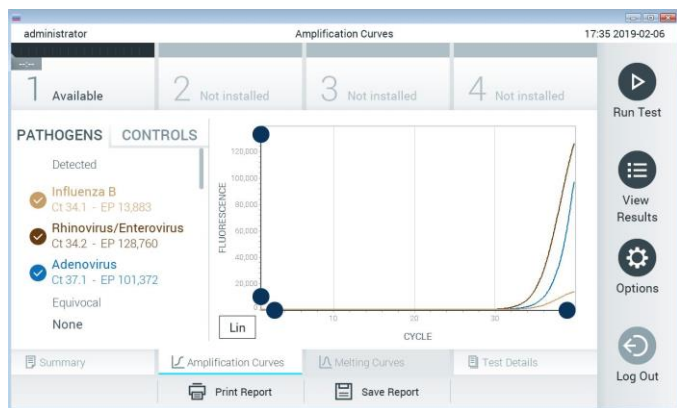 administrator
Amplification Curves
17:35 2019-02-06
1 Available
2 Not installed
3 Not installed
4 Not installed
Run Test
View
Results
Options
Log Out
PATHOGENS
CONTROLS
Detected
Influenza B
Ct 34.1 - EP 13,883
Rhinovirus/Enterovirus
Ct 34.2 - EP 128,760
Adenovirus
Ct 37.1 - EP 101,372
Equivocal
None
FLUORESCENCE
120,000
100,000
80,000
60,000
40,000
20,000
0
10
20
30
CYCLE
Lin
Summary
Amplification Curves
Melting Curves
Test Details
Print Report
Save Report